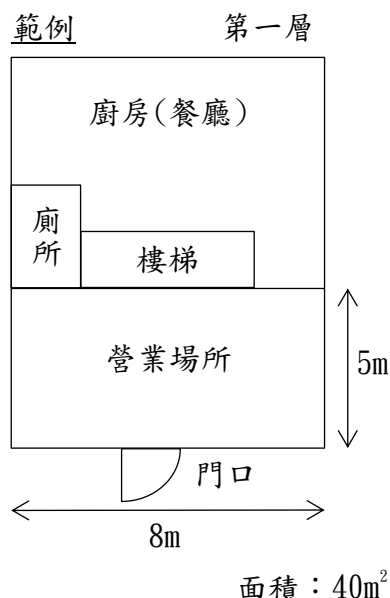 範例
第一層
廚房(餐廳)
廁所
樓梯
營業場所
5m
門口
8m
面積：40m²